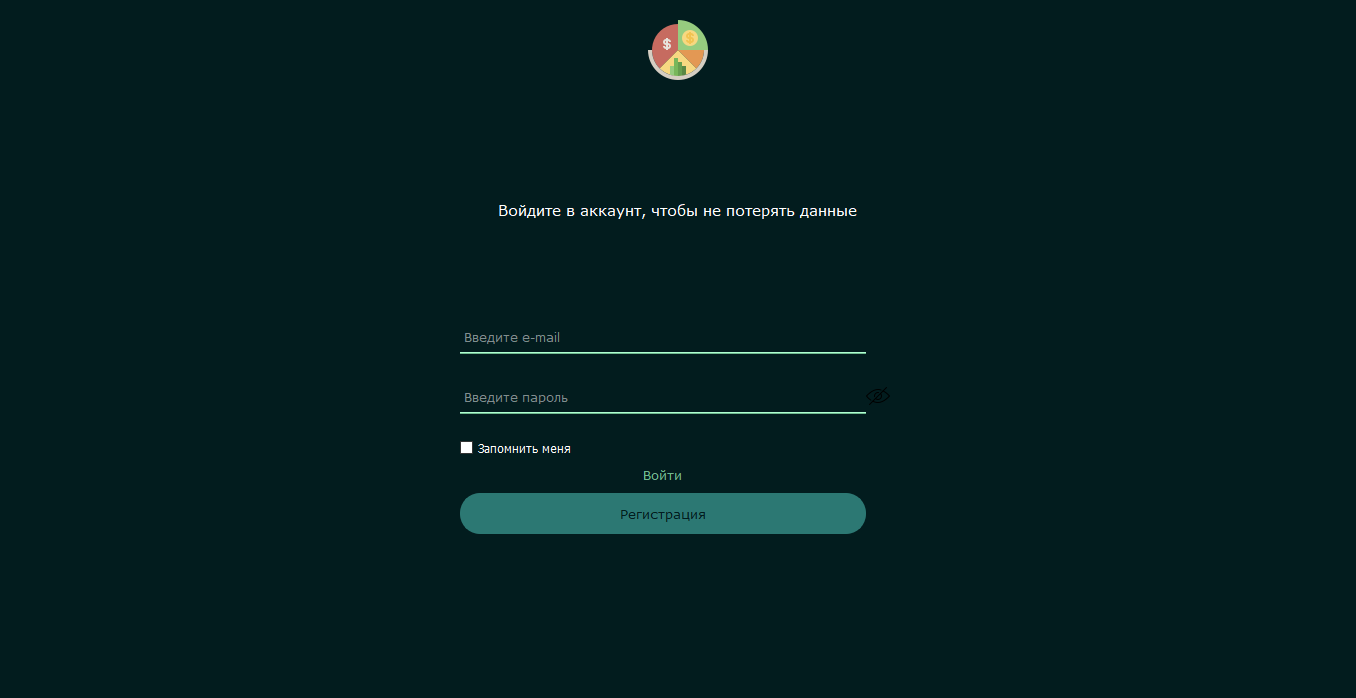 $ $
Войдите в аккаунт, чтобы не потерять данные
Введите e-mail
Введите пароль
Запомнить меня
Войти
Регистрация